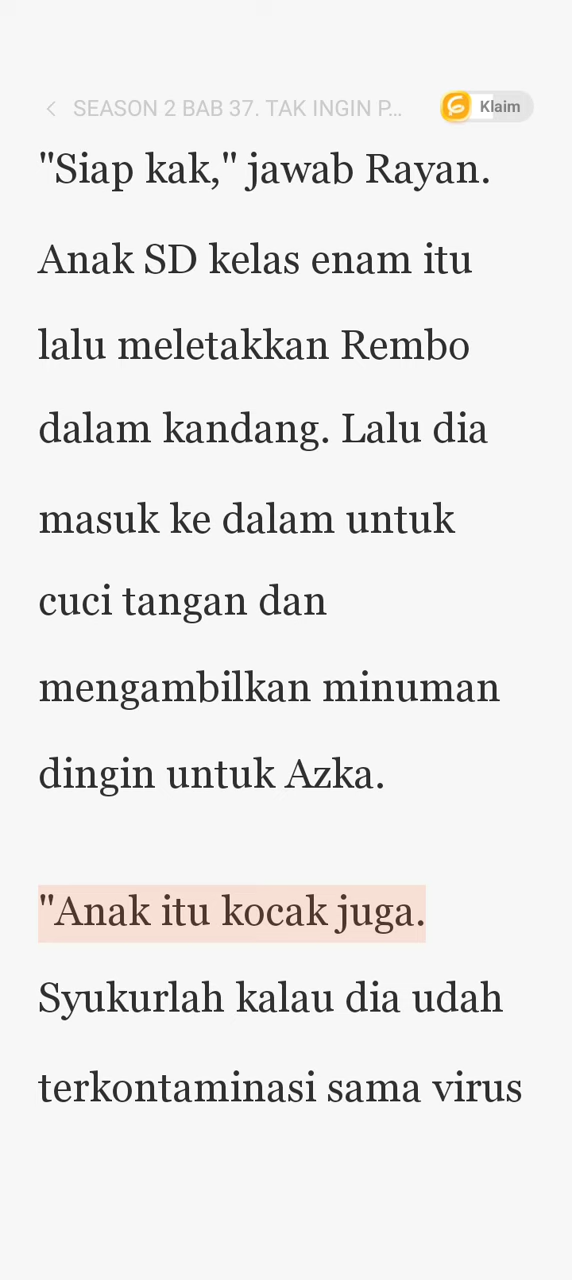 SEASON 2 BAB 37. TAK INGIN P...
Klaim
"Siap kak," jawab Rayan.
Anak SD kelas enam itu
lalu meletakkan Rembo
dalam kandang. Lalu dia
masuk ke dalam untuk
cuci tangan dan
mengambilkan minuman
dingin untuk Azka.
"Anak itu kocak juga.
Syukurlah kalau dia udah
terkontaminasi sama virus